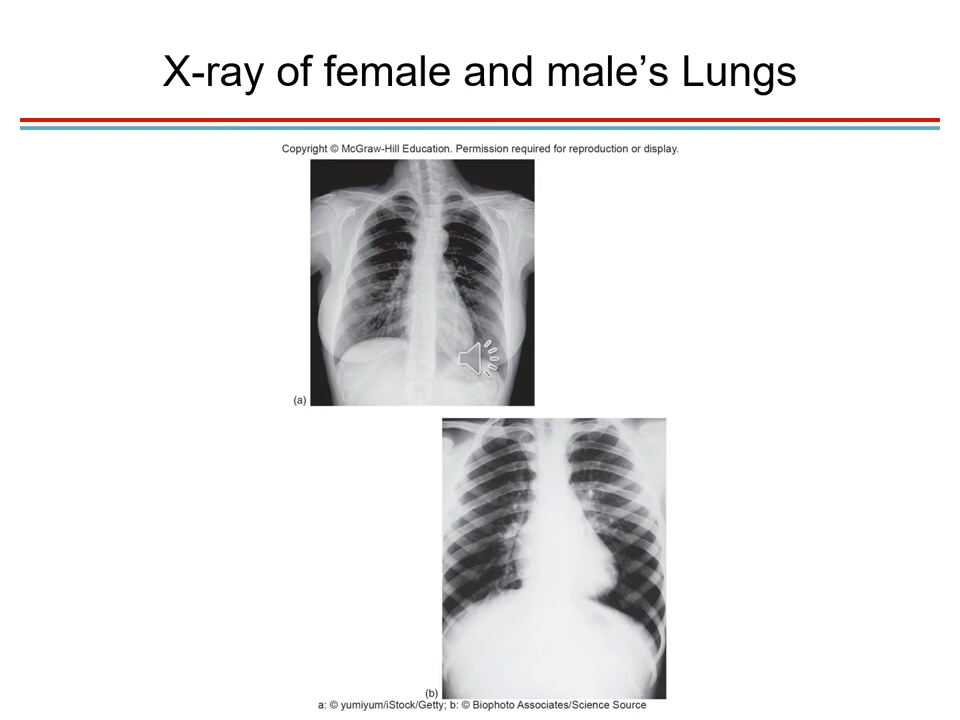 X-ray of female and male’s Lungs
Copyright © McGraw-Hill Education. Permission required for reproduction or display.
(a)
(b)
a: © yumiyum/iStock/Getty; b: © Biophoto Associates/Science Source